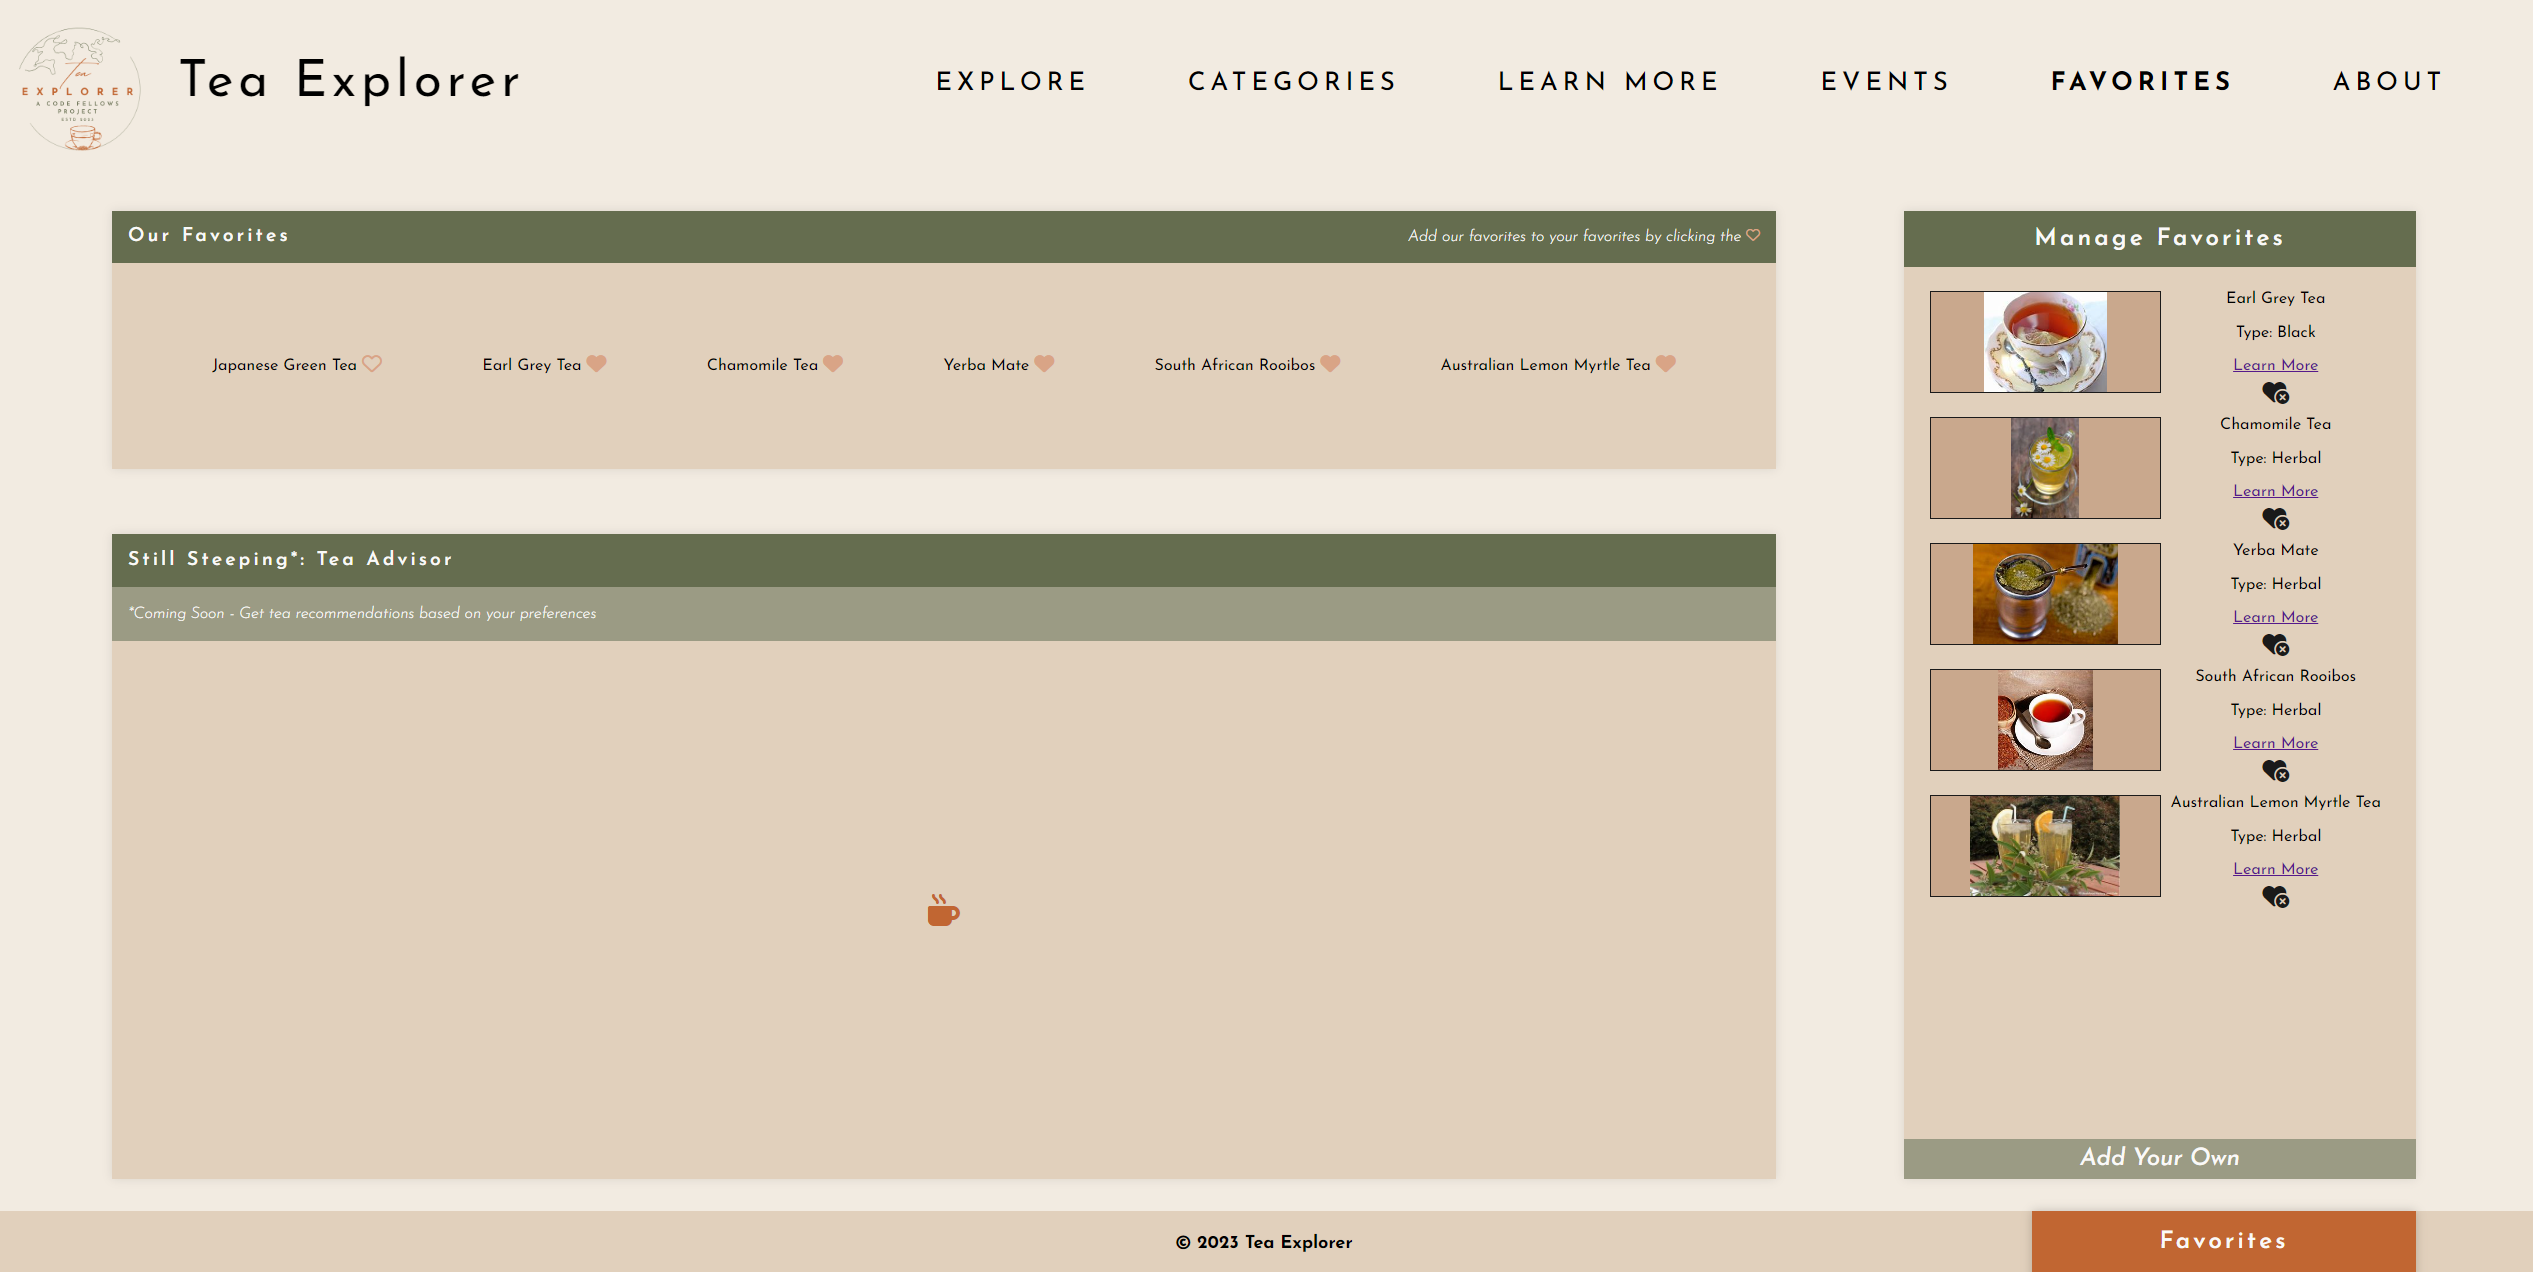 Tea
EXPLORER
A CODE FELLOWS
PROJECT
Tea Explorer
EXPLORE
CATEGORIES
LEARN MORE
EVENTS
FAVORITES
ABOUT
Our Favorites
Add our favorites to your favorites by clicking the
Japanese Green Tea
Earl Grey Tea
Chamomile Tea
Yerba Mate
South African Rooibos
Australian Lemon Myrtle Tea
Still Steeping*: Tea Advisor
*Coming Soon - Get tea recommendations based on your preferences
Manage Favorites
Earl Grey Tea
Type: Black
Learn More
Chamomile Tea
Type: Herbal
Learn More
Yerba Mate
Type: Herbal
Learn More
South African Rooibos
Type: Herbal
Learn More
Australian Lemon Myrtle Tea
Type: Herbal
Learn More
Add Your Own
© 2023 Tea Explorer
Favorites